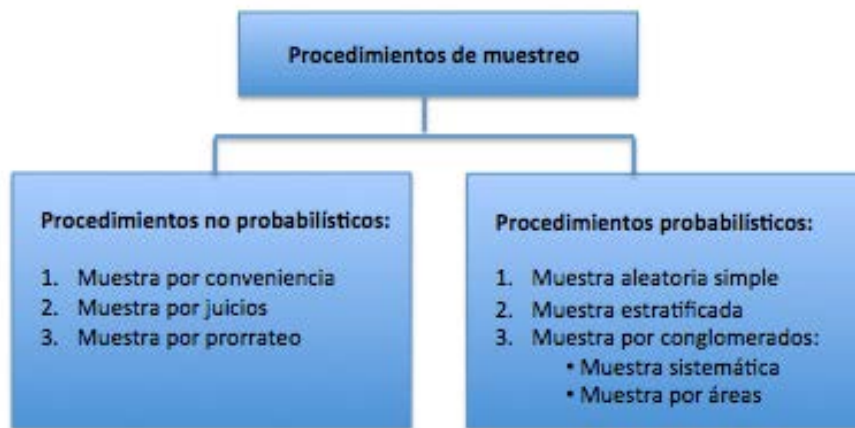 Procedimientos de muestreo
Procedimientos no probabilísticos:
1. Muestra por conveniencia
2. Muestra por juicios
3. Muestra por prorrateo
Procedimientos probabilísticos:
1. Muestra aleatoria simple
2. Muestra estratificada
3. Muestra por conglomerados:
• Muestra sistemática
• Muestra por áreas